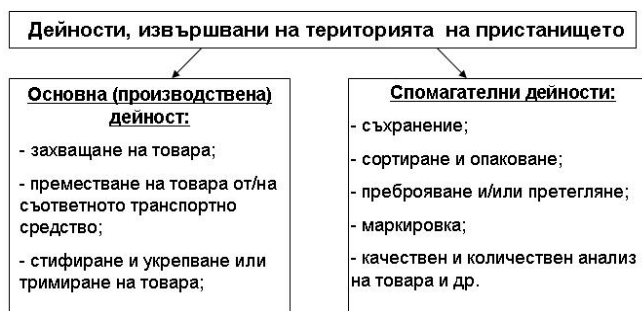 Дейности, извършвани на територията на пристанището
Основна (производствена)
дейност:
- захващане на товара;
- преместване на товара от/на
съответното транспортно
средство;
- стифиране и укрепване или
тримиране на товара;
Спомагателни дейности:
- съхранение;
- сортиране и опаковане;
- преброяване и/или претегляне;
- маркировка;
- качествен и количествен анализ
на товара и др.